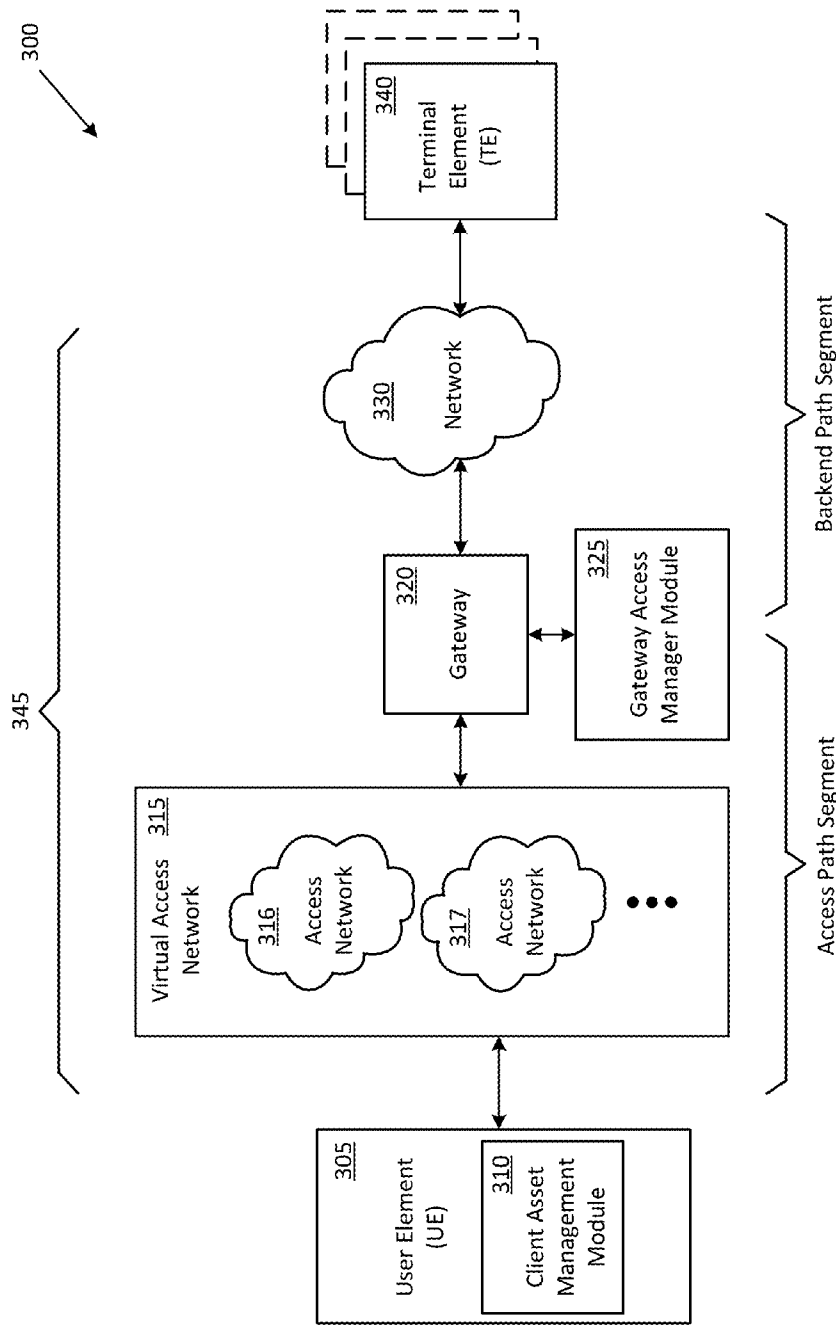 300
345
305
User Element
(UE)
310
Client Asset
Management
Module
Virtual Access
Network
315
316
Access
Network
317
Access
Network
320
Gateway
325
Gateway Access
Manager Module
330
Network
340
Terminal
Element
(TE)
Access Path Segment
Backend Path Segment